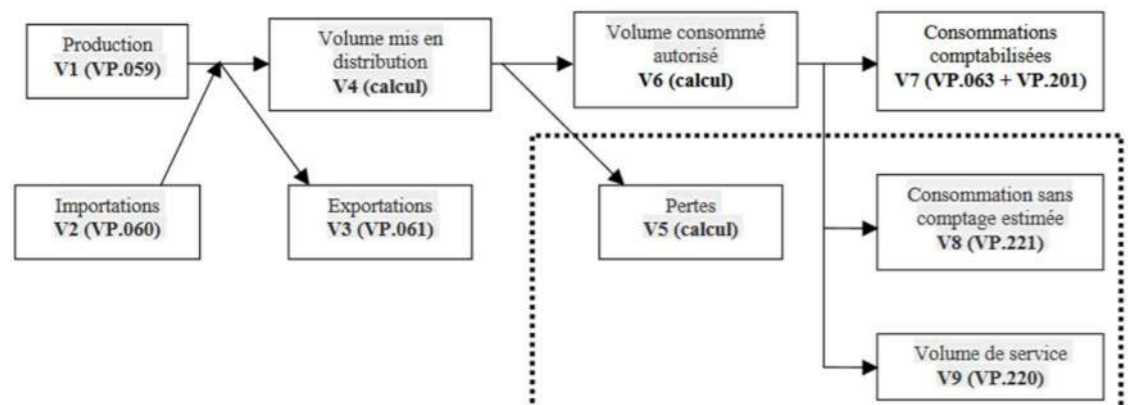 Production
V1 (VP.059)
Volume mis en
distribution
V4 (calcul)
Volume consommé
autorisé
V6 (calcul)
Consommations
comptabilisées
V7 (VP.063 + VP.201)
Importations
V2 (VP.060)
Exportations
V3 (VP.061)
Pertes
V5 (calcul)
Consommation sans
comptage estimée
V8 (VP.221)
Volume de service
V9 (VP.220)